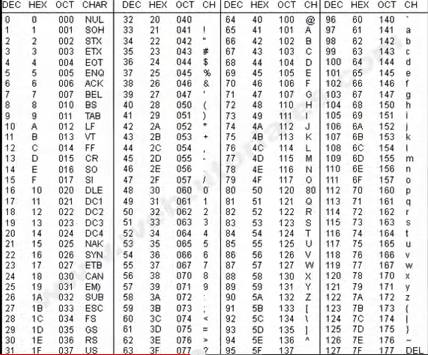 DEC HEX OCT CHAR DEC HEX OCT CH DEC HEX OCT CH DEC HEX OCT CH
0 0 000 NUL 32 20 040 64 40 100 @ 96 60 140 `
1 1 001 SOH 33 21 041 ! 65 41 101 A 97 61 141 a
2 2 002 STX 34 22 042 " 66 42 102 B 98 62 142 b
3 3 003 ETX 35 23 043 # 67 43 103 C 99 63 143 c
4 4 004 EOT 36 24 044 $ 68 44 104 D 100 64 144 d
5 5 005 ENQ 37 25 045 % 69 45 105 E 101 65 145 e
6 6 006 ACK 38 26 046 & 70 46 106 F 102 66 146 f
7 7 007 BEL 39 27 047 ' 71 47 107 G 103 67 147 g
8 8 010 BS 40 28 050 ( 72 48 110 H 104 68 150 h
9 9 011 TAB 41 29 051 ) 73 49 111 I 105 69 151 i
10 A 012 LF 42 2A 052 * 74 4A 112 J 106 6A 152 j
11 B 013 VT 43 2B 053 + 75 4B 113 K 107 6B 153 k
12 C 014 FF 44 2C 054 , 76 4C 114 L 108 6C 154 l
13 D 015 CR 45 2D 055 - 77 4D 115 M 109 6D 155 m
14 E 016 SO 46 2E 056 . 78 4E 116 N 110 6E 156 n
15 F 017 SI 47 2F 057 / 79 4F 117 O 111 6F 157 o
16 10 020 DLE 48 30 060 0 80 50 120 80 112 70 160 p
17 11 021 DC1 49 31 061 1 81 51 121 Q 113 71 161 q
18 12 022 DC2 50 32 062 2 82 52 122 R 114 72 162 r
19 13 023 DC3 51 33 063 3 83 53 123 S 115 73 163 s
20 14 024 DC4 52 34 064 4 84 54 124 T 116 74 164 t
21 15 025 NAK 53 35 065 5 85 55 125 U 117 75 165 u
22 16 026 SYN 54 36 066 6 86 56 126 V 118 76 166 v
23 17 027 ETB 55 37 067 7 87 57 127 W 119 77 167 w
24 18 030 CAN 56 38 070 8 88 58 130 X 120 78 170 x
25 19 031 EM) 57 39 071 9 89 59 131 Y 121 79 171 y
26 1A 032 SUB 58 3A 072 : 90 5A 132 Z 122 7A 172 z
27 1B 033 ESC 59 3B 073 ; 91 5B 133 [ 123 7B 173 {
28 1C 034 FS 60 3C 074 < 92 5C 134 \ 124 7C 174 |
29 1D 035 GS 61 3D 075 = 93 5D 135 ] 125 7D 175 }
30 1E 036 RS 62 3E 076 > 94 5E 136 ^ 126 7E 176 ~
31 1F 037 US 63 3F 077 ? 95 5F 137 127 7F 177 DEL